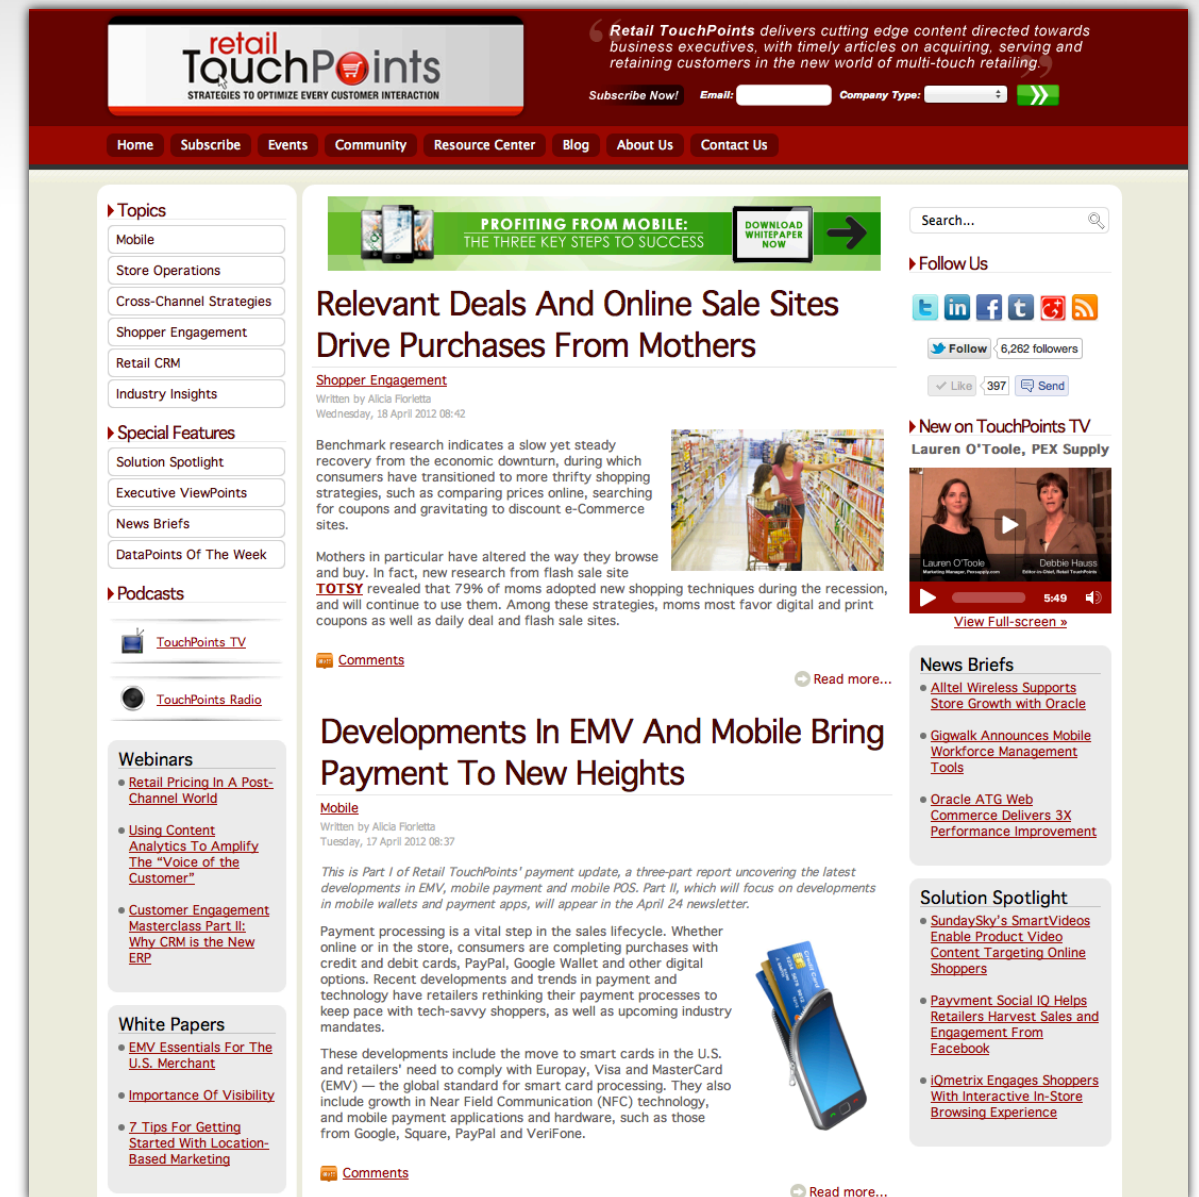 retail
TouchPoints
STRATEGIES TO OPTIMIZE EVERY CUSTOMER INTERACTION
“ Retail TouchPoints delivers cutting edge content directed towards
business executives, with timely articles on acquiring, serving and
retaining customers in the new world of multi-touch retailing. ”
Subscribe Now! Email: Company Type:
Home Subscribe Events Community Resource Center Blog About Us Contact Us
Topics
Mobile
Store Operations
Cross-Channel Strategies
Shopper Engagement
Retail CRM
Industry Insights
Special Features
Solution Spotlight
Executive ViewPoints
News Briefs
DataPoints Of The Week
Podcasts
TouchPoints TV
TouchPoints Radio
Webinars
Retail Pricing In A Post-
Channel World
Using Content
Analytics To Amplify
The “Voice of the
Customer”
Customer Engagement
Masterclass Part II:
Why CRM is the New
ERP
White Papers
EMV Essentials For The
U.S. Merchant
Importance Of Visibility
7 Tips For Getting
Started With Location-
Based Marketing
PROFITING FROM MOBILE:
THE THREE KEY STEPS TO SUCCESS
DOWNLOAD
WHITEPAPER
NOW
Relevant Deals And Online Sale Sites
Drive Purchases From Mothers
Shopper Engagement
Written by Alicia Fiorletta
Wednesday, 18 April 2012 08:42
Benchmark research indicates a slow yet steady
recovery from the economic downturn, during which
consumers have transitioned to more thrifty shopping
strategies, such as comparing prices online, searching
for coupons and gravitating to discount e-Commerce
sites.
Mothers in particular have altered the way they browse
and buy. In fact, new research from flash sale site
TOTSY revealed that 79% of moms adopted new shopping techniques during the recession,
and will continue to use them. Among these strategies, moms most favor digital and print
coupons as well as daily deal and flash sale sites.
Comments
Read more...
Developments In EMV And Mobile Bring
Payment To New Heights
Mobile
Written by Alicia Fiorletta
Tuesday, 17 April 2012 08:37
This is Part I of Retail TouchPoints' payment update, a three-part report uncovering the latest
developments in EMV, mobile payment and mobile POS. Part II, which will focus on developments
in mobile wallets and payment apps, will appear in the April 24 newsletter.
Payment processing is a vital step in the sales lifecycle. Whether
online or in the store, consumers are completing purchases with
credit and debit cards, PayPal, Google Wallet and other digital
options. Recent developments and trends in payment and
technology have retailers rethinking their payment processes to
keep pace with tech-savvy shoppers, as well as upcoming industry
mandates.
These developments include the move to smart cards in the U.S.
and retailers' need to comply with Europay, Visa and MasterCard
(EMV) — the global standard for smart card processing. They also
include growth in Near Field Communication (NFC) technology,
and mobile payment applications and hardware, such as those
from Google, Square, PayPal and VeriFone.
Comments
Read more...
Search...
Follow Us
Follow 6,262 followers
Like 397 Send
New on TouchPoints TV
Lauren O'Toole, PEX Supply
Lauren O'Toole
Marketing Manager, Pexsupply.com
Debbie Hauss
Editor-in-Chief, Retail TouchPoints
5:49
View Full-screen »
News Briefs
Alltel Wireless Supports
Store Growth with Oracle
Gigwalk Announces Mobile
Workforce Management
Tools
Oracle ATG Web
Commerce Delivers 3X
Performance Improvement
Solution Spotlight
SundaySky's SmartVideos
Enable Product Video
Content Targeting Online
Shoppers
Payvment Social IQ Helps
Retailers Harvest Sales and
Engagement From
Facebook
iQmetrix Engages Shoppers
With Interactive In-Store
Browsing Experience